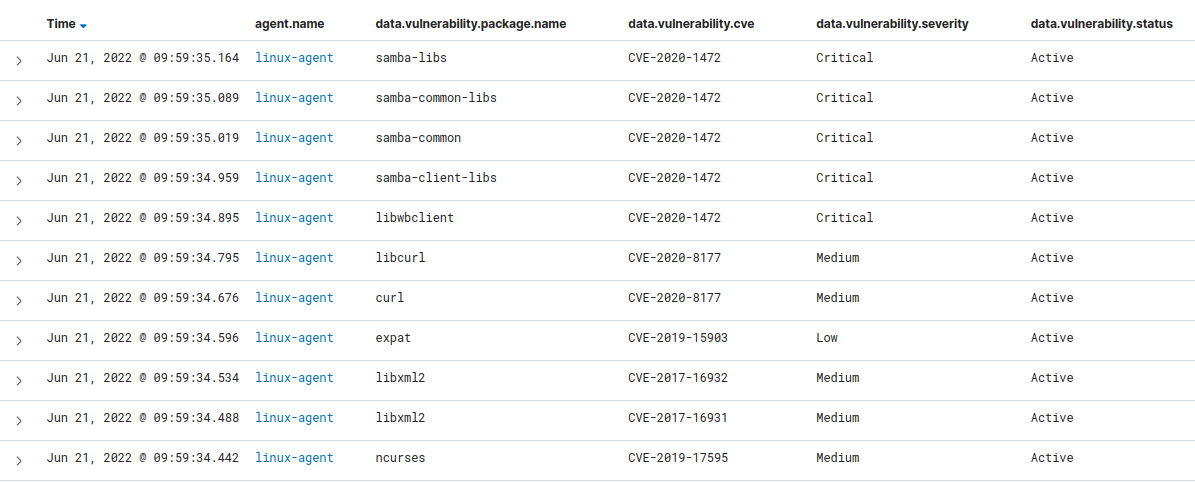 Time agent.name data.vulnerability.package.name data.vulnerability.cve data.vulnerability.severity data.vulnerability.status
Jun 21, 2022 @ 09:59:35.164 linux-agent samba-libs CVE-2020-1472 Critical Active
Jun 21, 2022 @ 09:59:35.089 linux-agent samba-common-libs CVE-2020-1472 Critical Active
Jun 21, 2022 @ 09:59:35.019 linux-agent samba-common CVE-2020-1472 Critical Active
Jun 21, 2022 @ 09:59:34.959 linux-agent samba-client-libs CVE-2020-1472 Critical Active
Jun 21, 2022 @ 09:59:34.895 linux-agent libwbclient CVE-2020-1472 Critical Active
Jun 21, 2022 @ 09:59:34.795 linux-agent libcurl CVE-2020-8177 Medium Active
Jun 21, 2022 @ 09:59:34.676 linux-agent curl CVE-2020-8177 Medium Active
Jun 21, 2022 @ 09:59:34.596 linux-agent expat CVE-2019-15903 Low Active
Jun 21, 2022 @ 09:59:34.534 linux-agent libxml2 CVE-2017-16932 Medium Active
Jun 21, 2022 @ 09:59:34.488 linux-agent libxml2 CVE-2017-16931 Medium Active
Jun 21, 2022 @ 09:59:34.442 linux-agent ncurses CVE-2019-17595 Medium Active